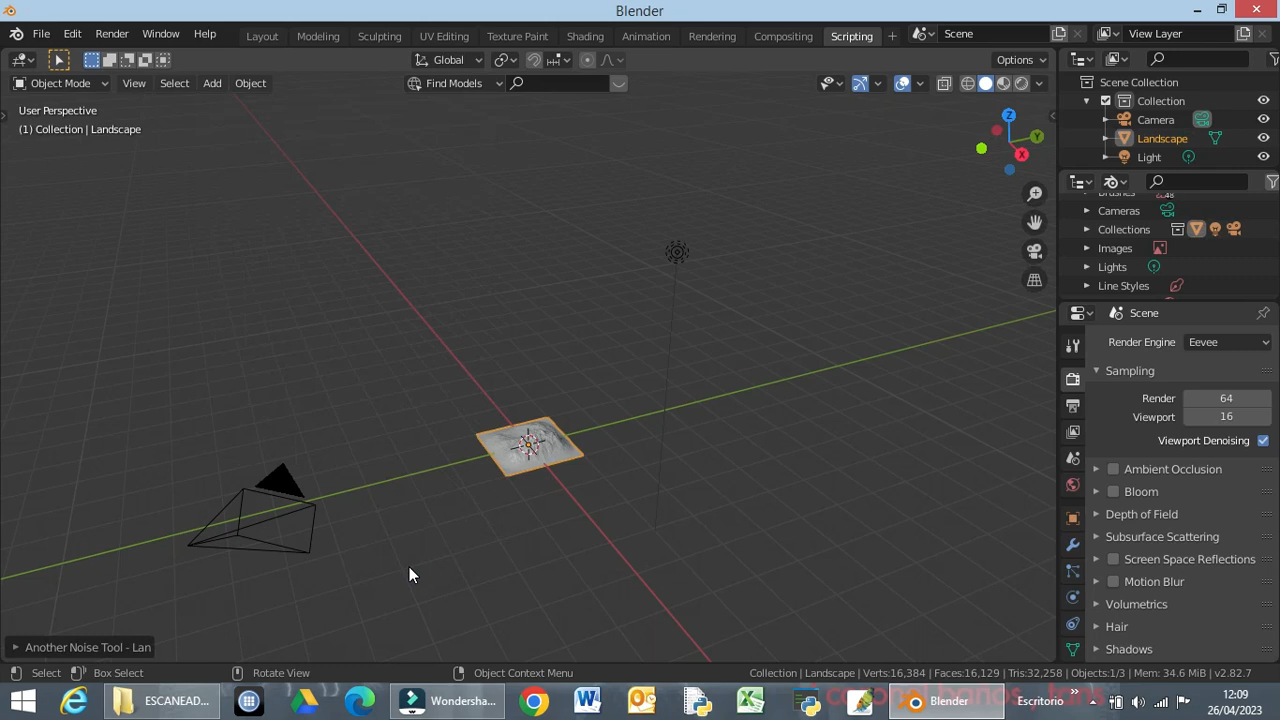 Blender
File Edit Render Window Help Layout Modeling Sculpting UV Editing Texture Paint Shading Animation Rendering Compositing Scripting + Scene View Layer
Global Options
Object Mode View Select Add Object Find Models
User Perspective
(1) Collection | Landscape
Z
Y
X
Scene Collection
Collection
Camera
Landscape
Light
Brushes
Cameras
Collections
Images
Lights
Line Styles
Scene
Render Engine Eevee
Sampling
Render 64
Viewport 16
Viewport Denoising
Ambient Occlusion
Bloom
Depth of Field
Subsurface Scattering
Screen Space Reflections
Motion Blur
Volumetrics
Hair
Shadows
Another Noise Tool - Lan
Select Box Select Rotate View Object Context Menu Collection | Landscape | Verts:16,384 | Faces:16,129 | Tris:32,258 | Objects:1/3 | Mem: 34.6 MiB | v2.82.7
ESCANEAD... Wondersha... Blender Escritorio 12:09
26/04/2023